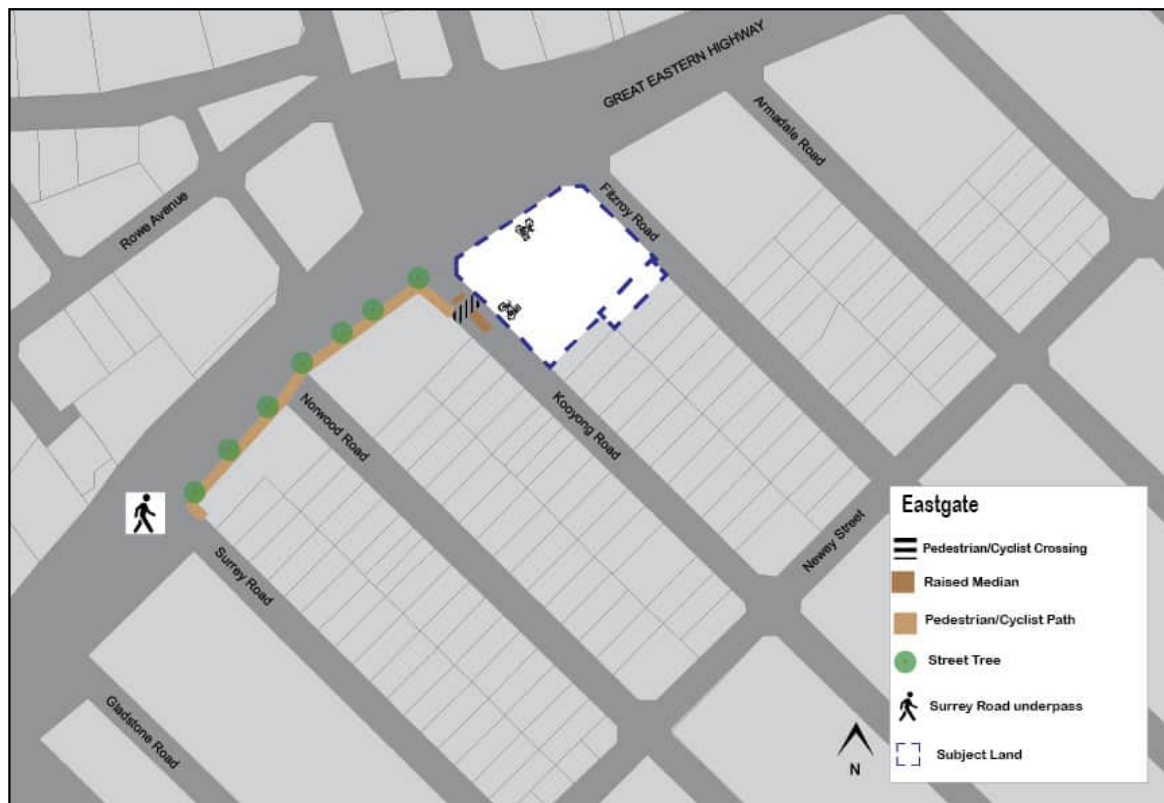 GREAT EASTERN HIGHWAY
Armadale Road
Fitzroy Road
Rowe Avenue
Norwood Road
Kooyong Road
Newey Street
Surrey Road
Gladstone Road
N
Eastgate
Pedestrian/Cyclist Crossing
Raised Median
Pedestrian/Cyclist Path
Street Tree
Surrey Road underpass
Subject Land